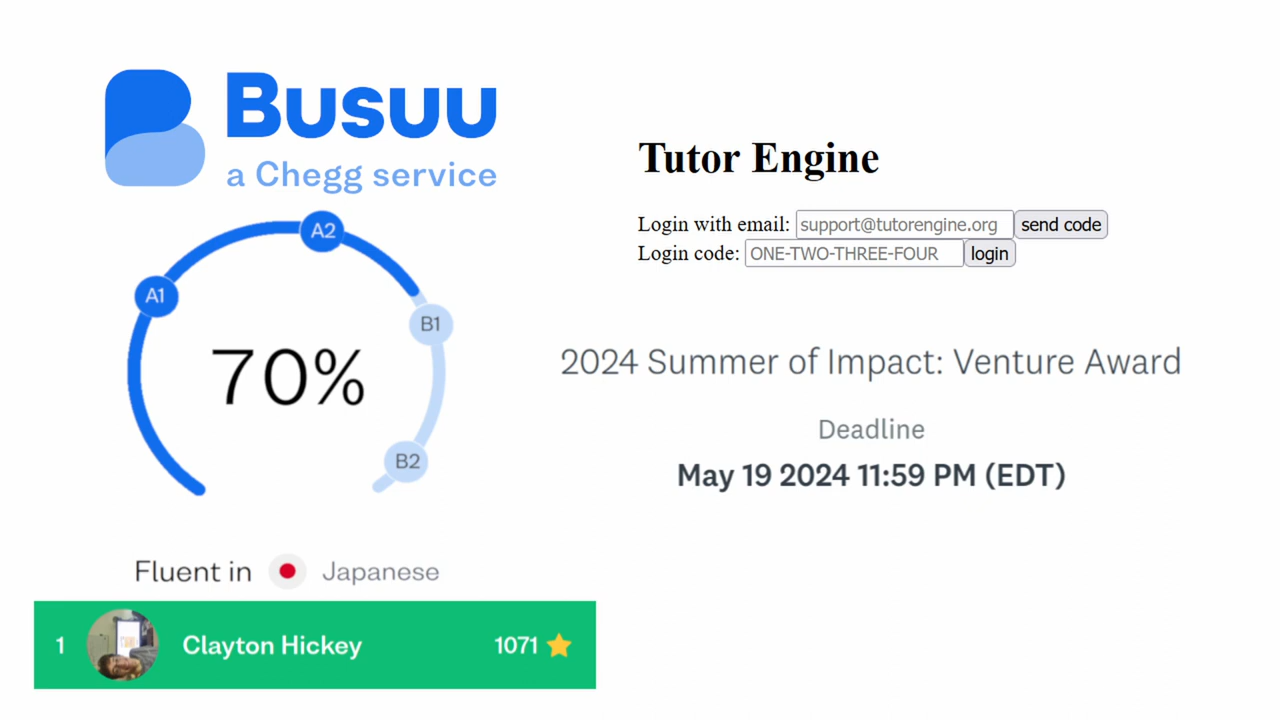 Busuu
a Chegg service
A2
A1
B1
70%
B2
Fluent in Japanese
1 Clayton Hickey 1071
Tutor Engine
Login with email: support@tutorengine.org send code
Login code: ONE-TWO-THREE-FOUR login
2024 Summer of Impact: Venture Award
Deadline
May 19 2024 11:59 PM (EDT)